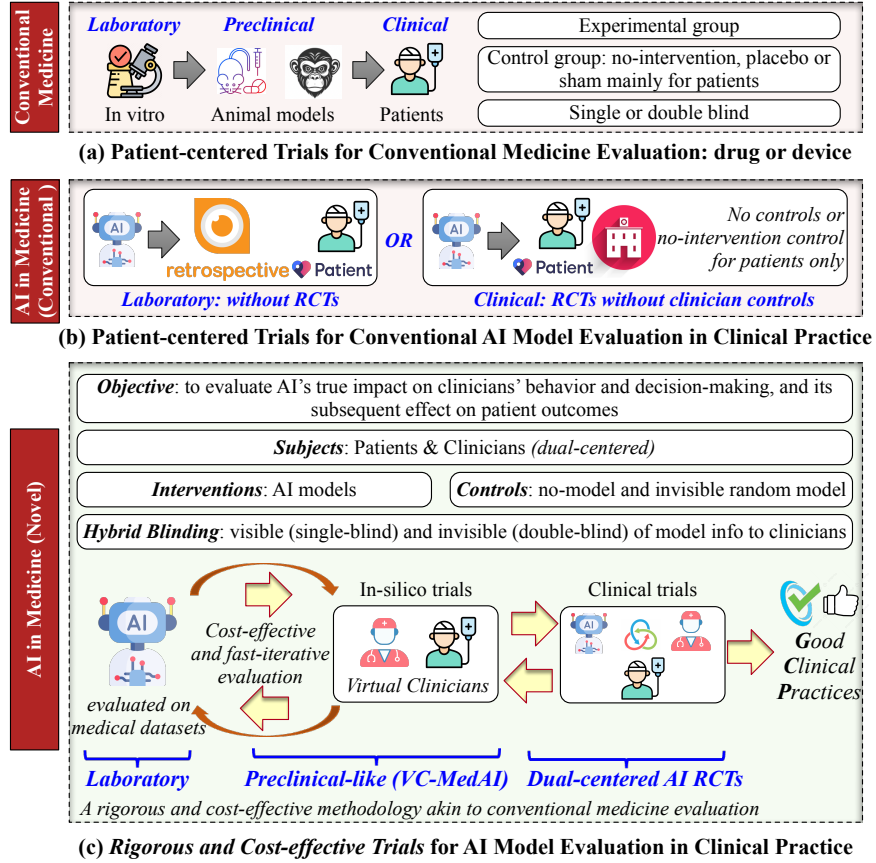 Conventional
Medicine
Laboratory
Preclinical
Clinical
In vitro
Animal models
Patients
Experimental group
Control group: no-intervention, placebo or
sham mainly for patients
Single or double blind
(a) Patient-centered Trials for Conventional Medicine Evaluation: drug or device
AI in Medicine
(Conventional )
AI
retrospective
Patient
Laboratory: without RCTs
OR
AI
Patient
No controls or
no-intervention control
for patients only
Clinical: RCTs without clinician controls
(b) Patient-centered Trials for Conventional AI Model Evaluation in Clinical Practice
AI in Medicine (Novel)
Objective: to evaluate AI's true impact on clinicians' behavior and decision-making, and its
subsequent effect on patient outcomes
Subjects: Patients & Clinicians (dual-centered)
Interventions: AI models
Controls: no-model and invisible random model
Hybrid Blinding: visible (single-blind) and invisible (double-blind) of model info to clinicians
AI
evaluated on
medical datasets
Cost-effective
and fast-iterative
evaluation
In-silico trials
Virtual Clinicians
Clinical trials
AI
Good
Clinical
Practices
Laboratory
Preclinical-like (VC-MedAI)
Dual-centered AI RCTs
A rigorous and cost-effective methodology akin to conventional medicine evaluation
(c) Rigorous and Cost-effective Trials for AI Model Evaluation in Clinical Practice